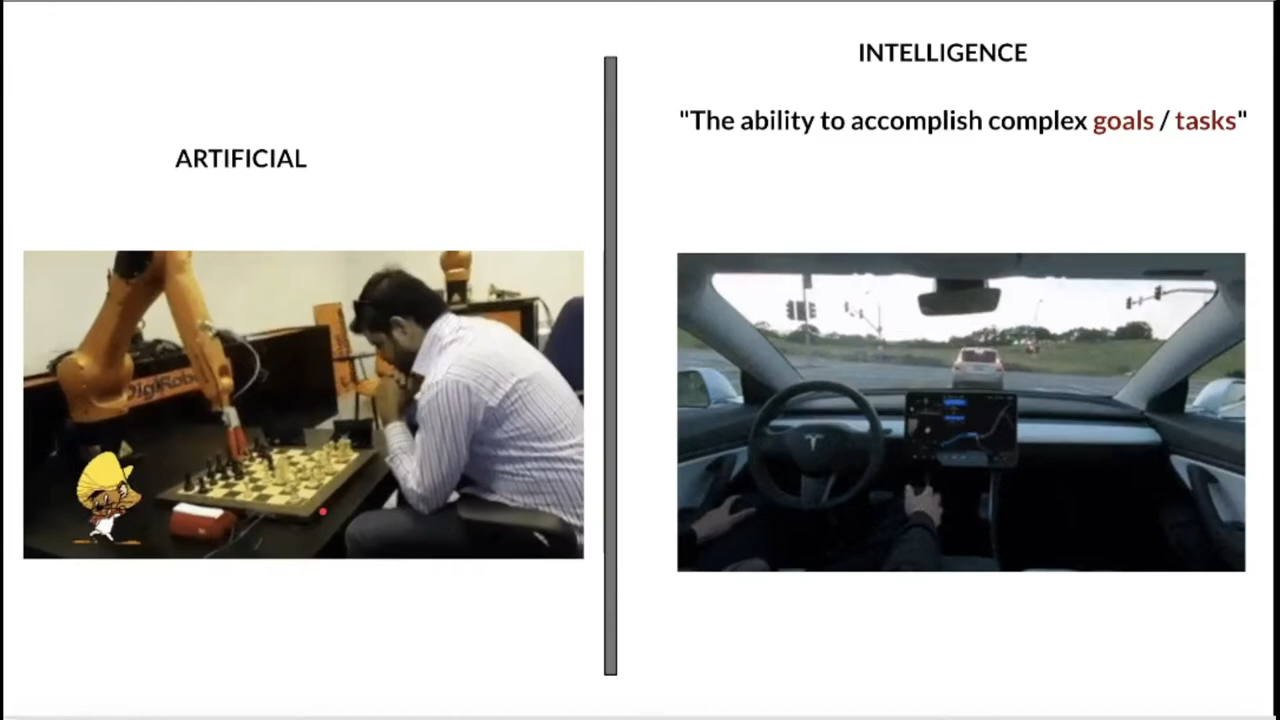 ARTIFICIAL
DigiRobo
INTELLIGENCE
"The ability to accomplish complex goals / tasks"